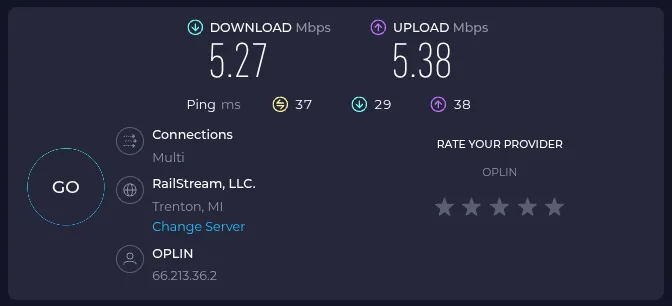 DOWNLOAD Mbps
UPLOAD Mbps
5.27
5.38
Ping ms 37 29 38
Connections
Multi
RailStream, LLC.
Trenton, MI
Change Server
OPLIN
66.213.36.2
GO
RATE YOUR PROVIDER
OPLIN